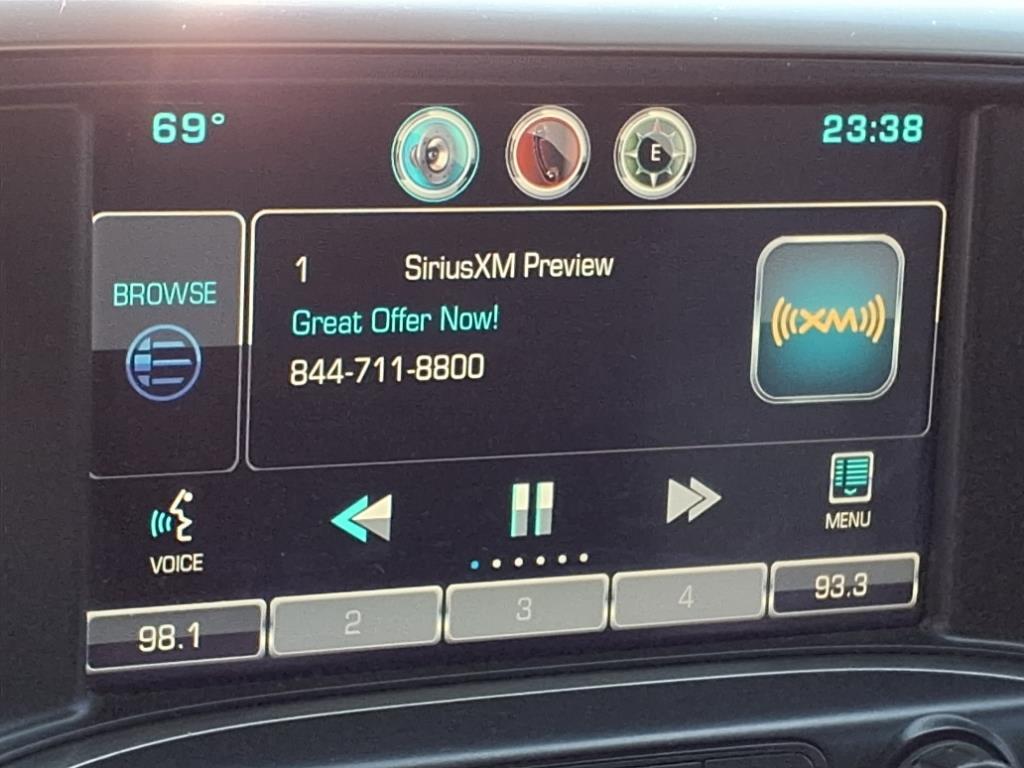 69°
E
23:38
BROWSE
1 SiriusXM Preview
Great Offer Now!
844-711-8800
((( XM )))
VOICE
MENU
98.1
2
3
4
93.3